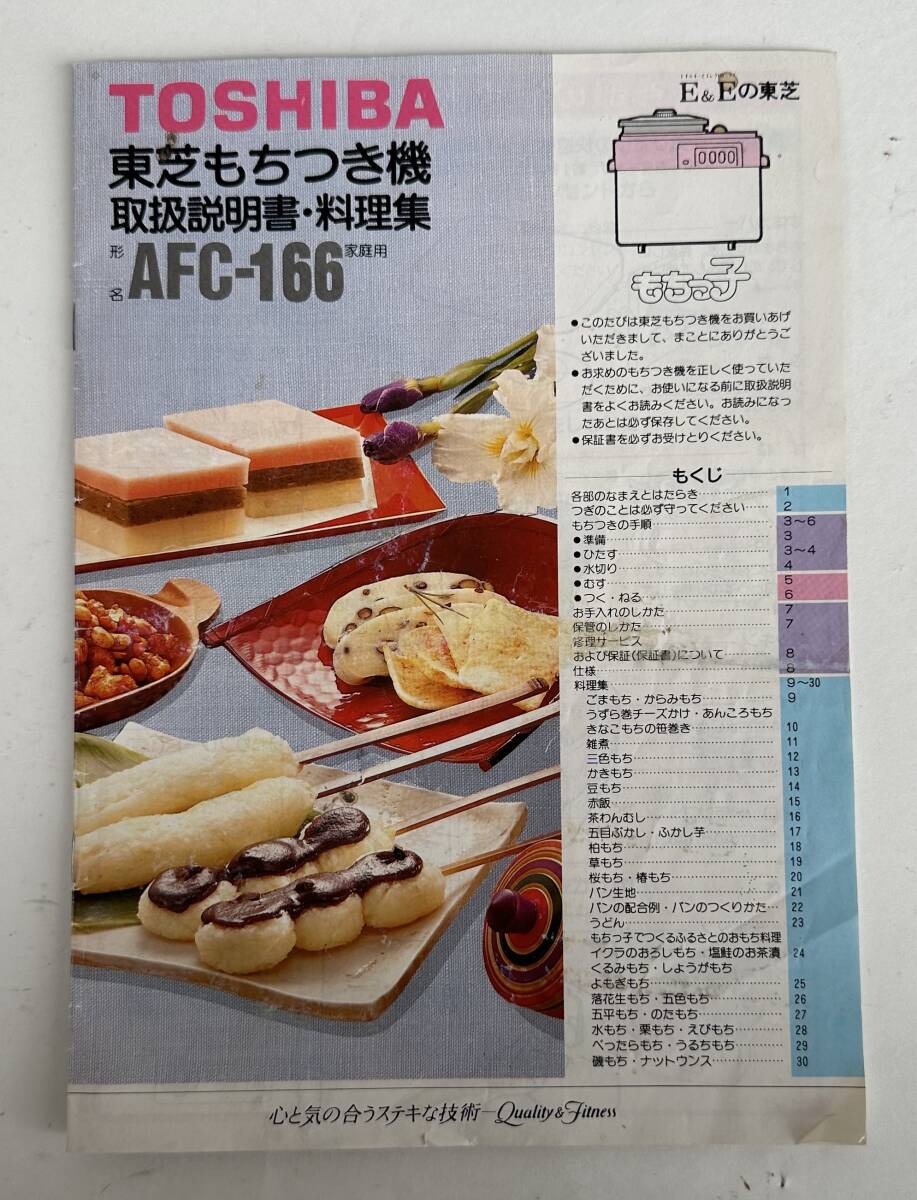 TOSHIBA
東芝もちつき機
取扱説明書・料理集
形名 AFC-166 家庭用
E&Eの東芝
0000
もちっ子
●このたびは東芝もちつき機をお買いあげ
いただきまして、まことにありがとうご
ざいました。
●お求めのもちつき機を正しく使っていた
だくために、お使いになる前に取扱説明
書をよくお読みください。お読みになっ
たあとは必ず保存してください。
●保証書を必ずお受けとりください。
もくじ
各部のなまえとはたらき………… 1
つぎのことは必ず守ってください…… 2
もちつきの手順………… 3〜6
●準備………… 3
●ひたす………… 3〜4
●水切り………… 4
●むす………… 5
●つく・ねる………… 6
お手入れのしかた………… 7
保管のしかた………… 7
修理サービス
および保証(保証書)について………… 8
仕様………… 8
料理集………… 9〜30
ごまもち・からみもち………… 9
うずら巻チーズかけ・あんころもち
きなこもちの笹巻き………… 10
雑煮………… 11
三色もち………… 12
かきもち………… 13
豆もち………… 14
赤飯………… 15
茶わんむし………… 16
五目ぶかし・ふかし芋………… 17
柏もち………… 18
草もち………… 19
桜もち・椿もち………… 20
パン生地………… 21
パンの配合例・パンのつくりかた… 22
うどん………… 23
もちっ子でつくるふるさとのおもち料理
イクラのおろしもち・塩鮭のお茶漬 24
くるみもち・しょうがもち
よもぎもち………… 25
落花生もち・五色もち………… 26
五平もち・のたもち………… 27
水もち・栗もち・えびもち………… 28
べったらもち・うるちもち………… 29
磯もち・ナットウンス………… 30
心と気の合うステキな技術—Quality & Fitness